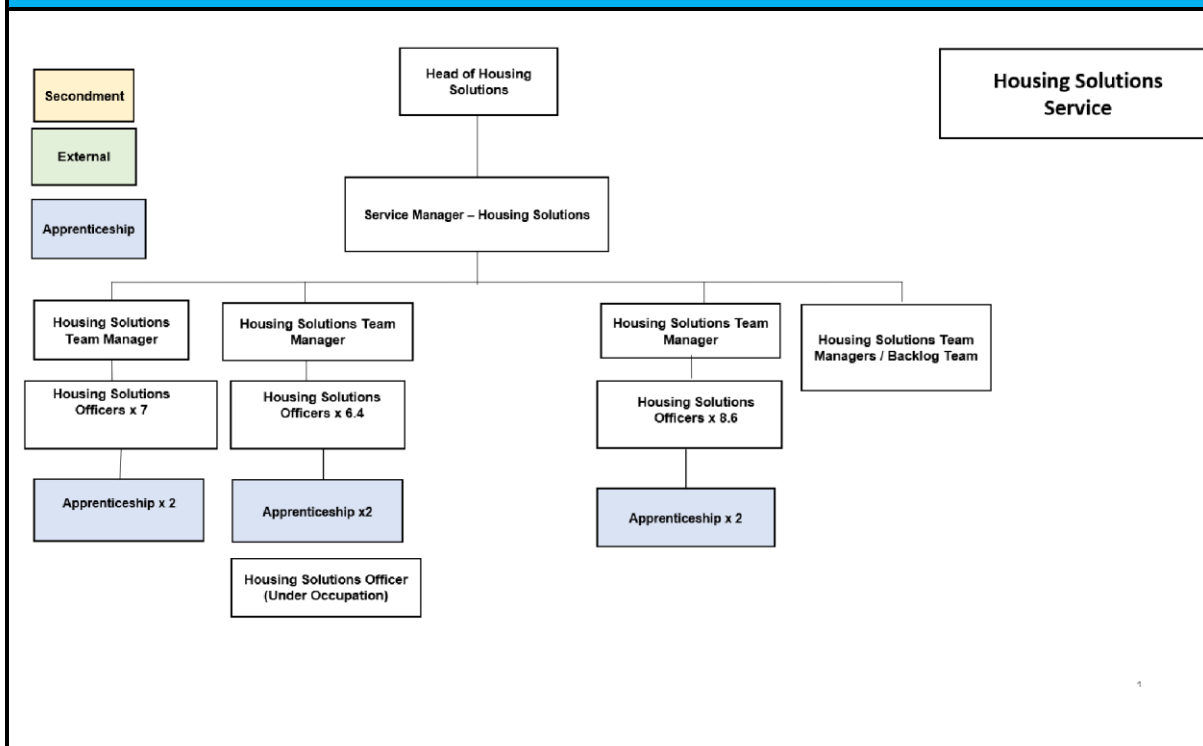 Housing Solutions
Service
Secondment
External
Apprenticeship
Head of Housing
Solutions
Service Manager – Housing Solutions
Housing Solutions
Team Manager
Housing Solutions Team
Manager
Housing Solutions Team
Manager
Housing Solutions Team
Managers / Backlog Team
Housing Solutions
Officers x 7
Housing Solutions
Officers x 6.4
Housing Solutions
Officers x 8.6
Apprenticeship x 2
Apprenticeship x2
Apprenticeship x 2
Housing Solutions Officer
(Under Occupation)
1